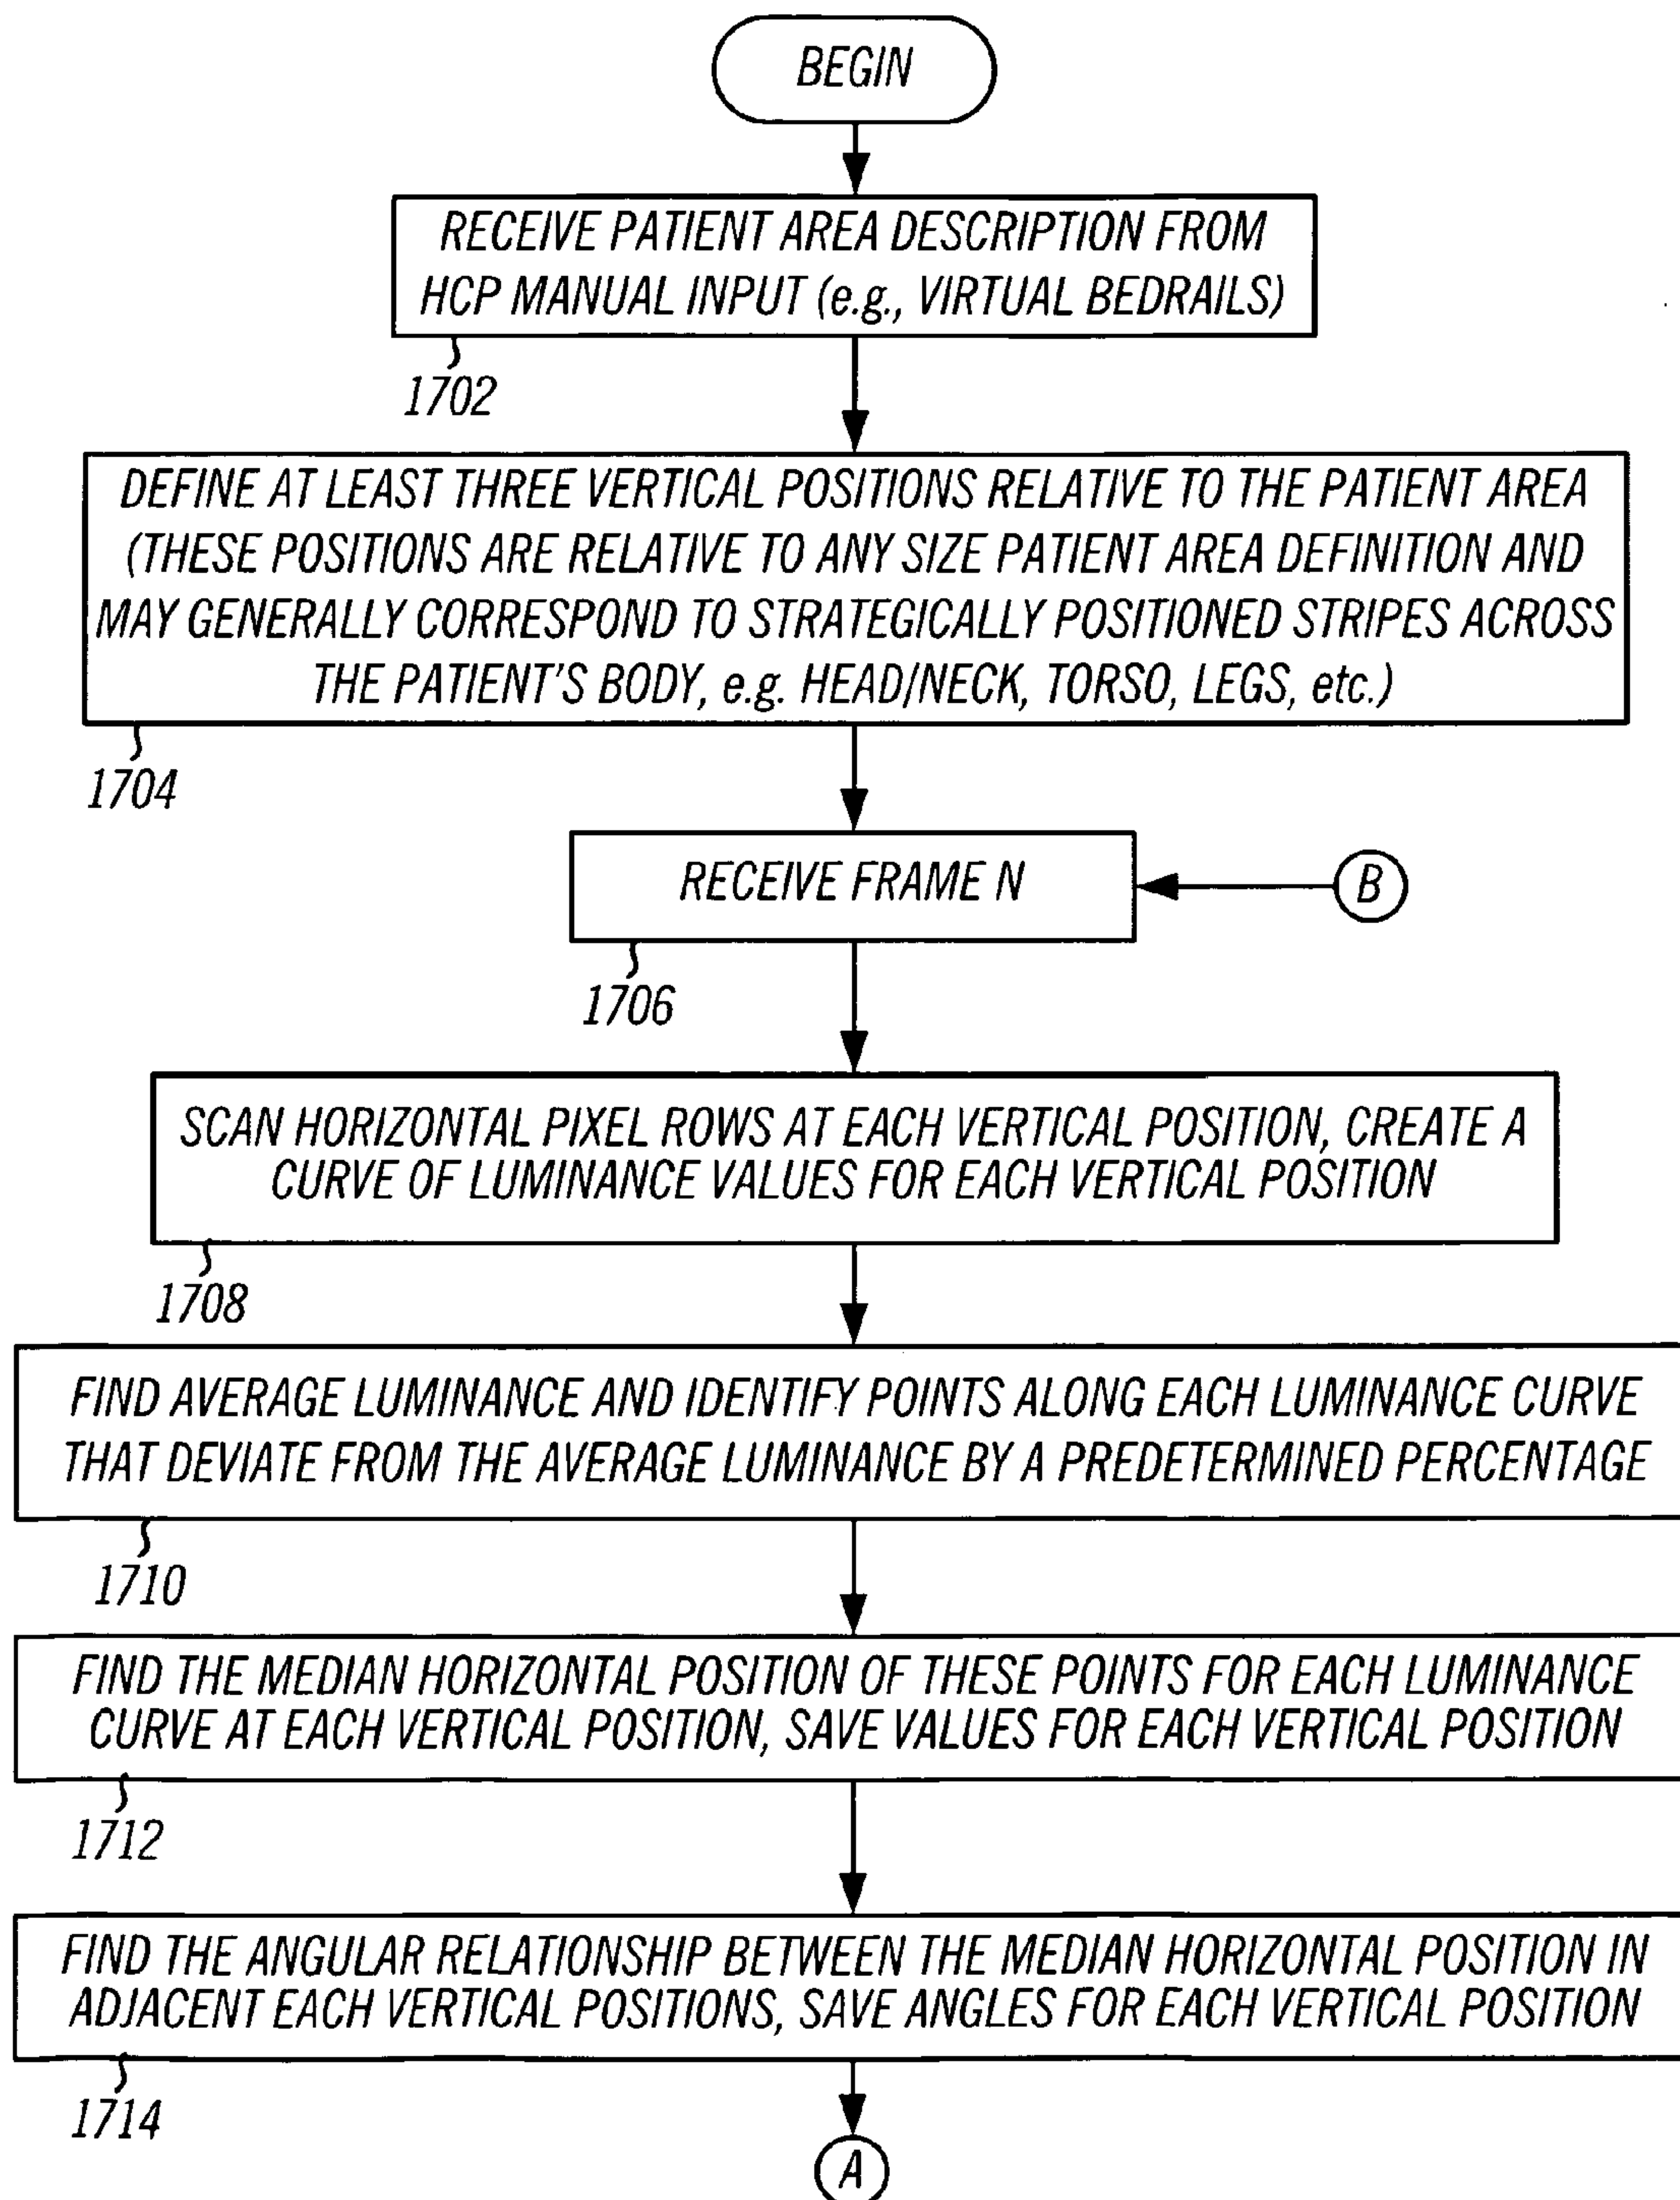 BEGIN
RECEIVE PATIENT AREA DESCRIPTION FROM
HCP MANUAL INPUT (e.g., VIRTUAL BEDRAILS)
1702
DEFINE AT LEAST THREE VERTICAL POSITIONS RELATIVE TO THE PATIENT AREA
(THESE POSITIONS ARE RELATIVE TO ANY SIZE PATIENT AREA DEFINITION AND
MAY GENERALLY CORRESPOND TO STRATEGICALLY POSITIONED STRIPES ACROSS
THE PATIENT'S BODY, e.g. HEAD/NECK, TORSO, LEGS, etc.)
1704
RECEIVE FRAME N
B
1706
SCAN HORIZONTAL PIXEL ROWS AT EACH VERTICAL POSITION, CREATE A
CURVE OF LUMINANCE VALUES FOR EACH VERTICAL POSITION
1708
FIND AVERAGE LUMINANCE AND IDENTIFY POINTS ALONG EACH LUMINANCE CURVE
THAT DEVIATE FROM THE AVERAGE LUMINANCE BY A PREDETERMINED PERCENTAGE
1710
FIND THE MEDIAN HORIZONTAL POSITION OF THESE POINTS FOR EACH LUMINANCE
CURVE AT EACH VERTICAL POSITION, SAVE VALUES FOR EACH VERTICAL POSITION
1712
FIND THE ANGULAR RELATIONSHIP BETWEEN THE MEDIAN HORIZONTAL POSITION IN
ADJACENT EACH VERTICAL POSITIONS, SAVE ANGLES FOR EACH VERTICAL POSITION
1714
A